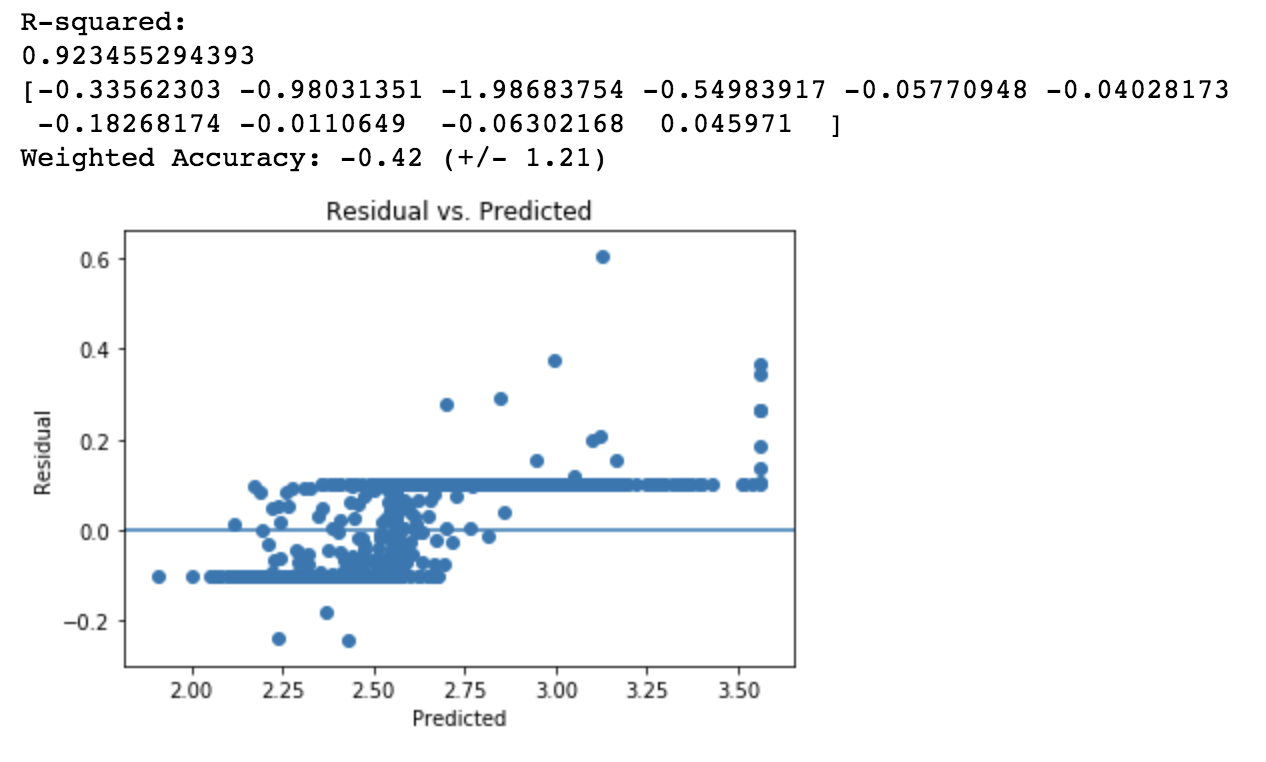 R-squared:
0.923455294393
[-0.33562303 -0.98031351 -1.98683754 -0.54983917 -0.05770948 -0.04028173
 -0.18268174 -0.0110649  -0.06302168  0.045971  ]
Weighted Accuracy: -0.42 (+/- 1.21)
Residual vs. Predicted
0.6
0.4
Residual
0.2
0.0
−0.2
2.00 2.25 2.50 2.75 3.00 3.25 3.50
Predicted